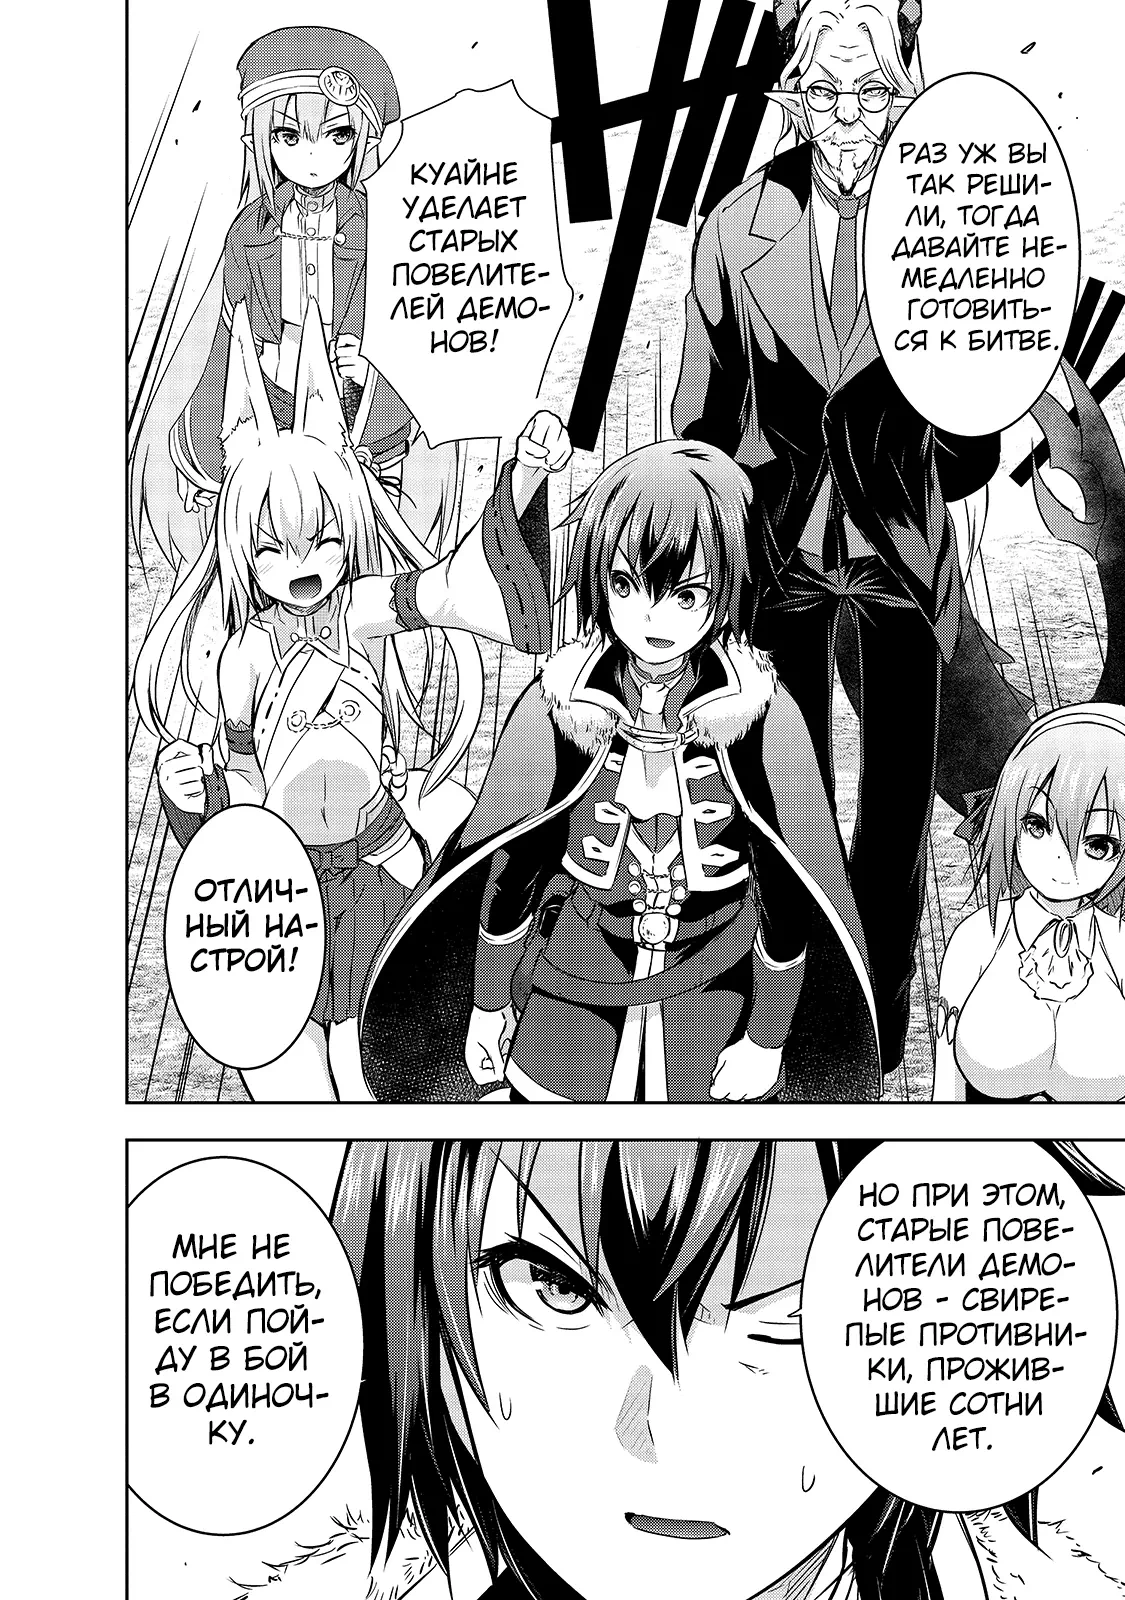 РАЗ УЖ ВЫ
ТАК РЕШИ-
ЛИ, ТОГДА
ДАВАЙТЕ НЕ-
МЕДЛЕННО
ГОТОВИТЬ-
СЯ К БИТВЕ.
КУАЙНЕ
УДЕЛАЕТ
СТАРЫХ
ПОВЕЛИТЕ-
ЛЕЙ ДЕМО-
НОВ!
ОТЛИЧ-
НЫЙ НА-
СТРОЙ!
НО ПРИ ЭТОМ,
СТАРЫЕ ПОВЕ-
ЛИТЕЛИ ДЕМО-
НОВ - СВИРЕ-
ПЫЕ ПРОТИВНИ-
КИ, ПРОЖИВ-
ШИЕ СОТНИ
ЛЕТ.
МНЕ НЕ
ПОБЕДИТЬ,
ЕСЛИ ПОЙ-
ДУ В БОЙ
В ОДИНОЧ-
КУ.